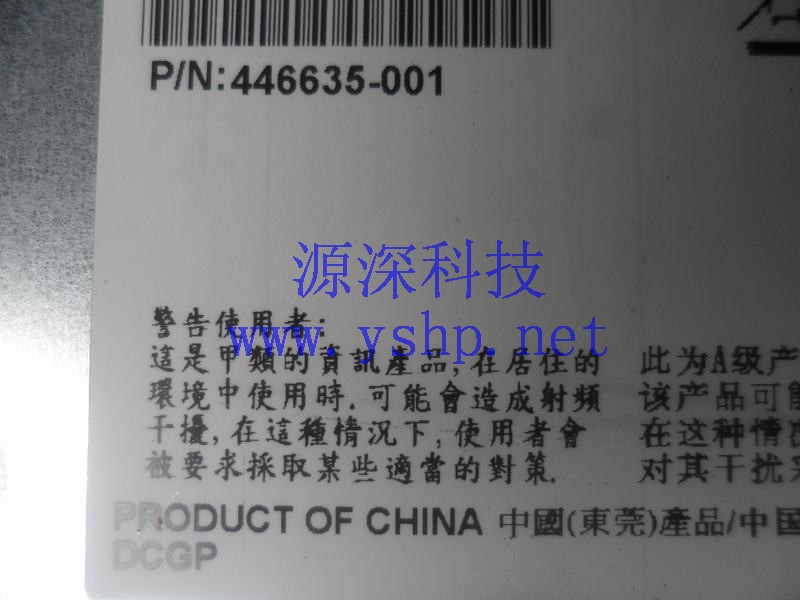 P/N:446635-001
源深科技
www.yshp.net
警告使用者:
這是甲類的資訊產品,在居住的
環境中使用時,可能會造成射頻
干擾,在這種情況下,使用者會
被要求採取某些適當的對策.
此为A级产
该产品可能
在这种情况
对其干扰采
PRODUCT OF CHINA 中國(東莞)產品/中国
DCGP